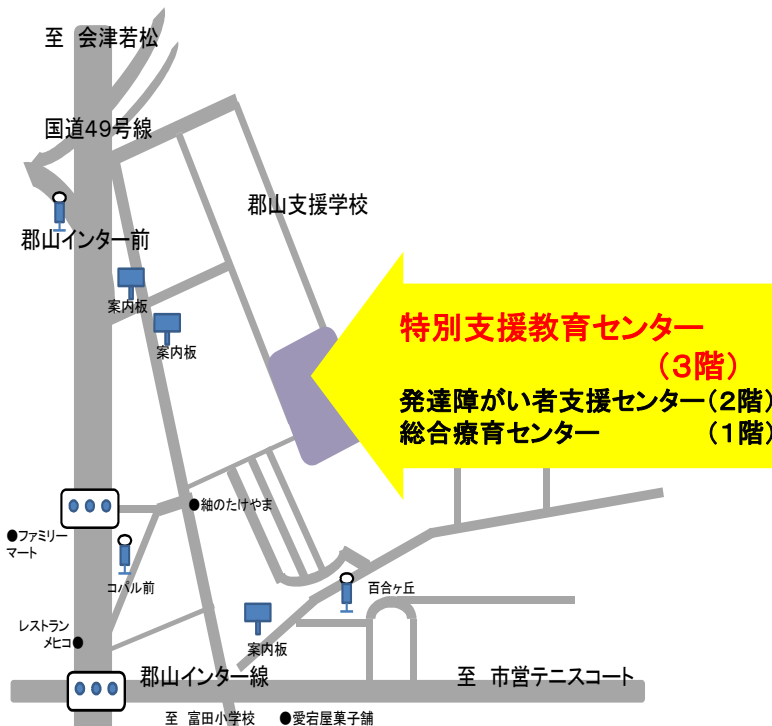 至 会津若松
国道49号線
郡山支援学校
郡山インター前
案内板
案内板
特別支援教育センター
(3階)
発達障がい者支援センター(2階)
総合療育センター (1階)
●紬のたけやま
●ファミリー
マート
コパル前
百合ヶ丘
レストラン
メヒコ●
案内板
郡山インター線
至 市営テニスコート
至 富田小学校 ●愛宕屋菓子舗